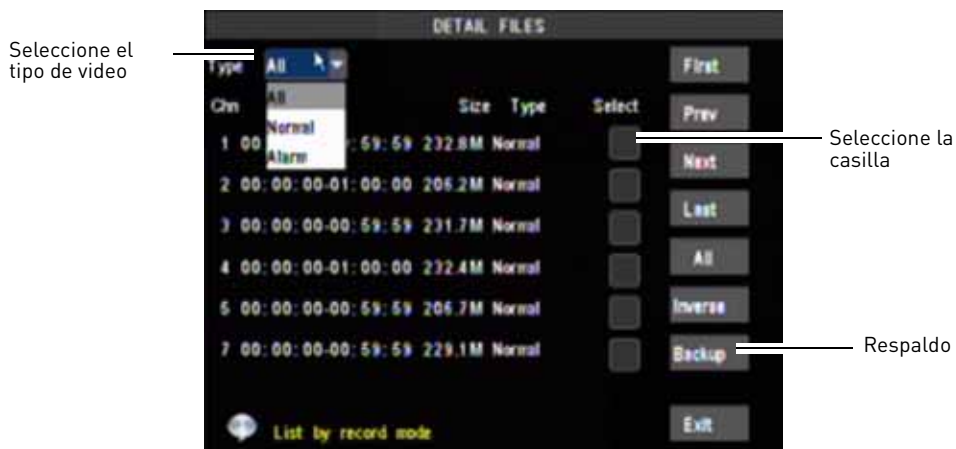 DETAIL FILES
Seleccione el
tipo de video
Type All
All
Normal
Alarm
Chn Size Type Select
1 00 :59:59 232.8M Normal
2 00:00:00-01:00:00 206.2M Normal
3 00:00:00-00:59:59 231.7M Normal
4 00:00:00-01:00:00 232.4M Normal
5 00:00:00-00:59:59 206.7M Normal
7 00:00:00-00:59:59 229.1M Normal
First
Prev
Next
Last
All
Inverse
Backup
Exit
Seleccione la
casilla
Respaldo
List by record mode